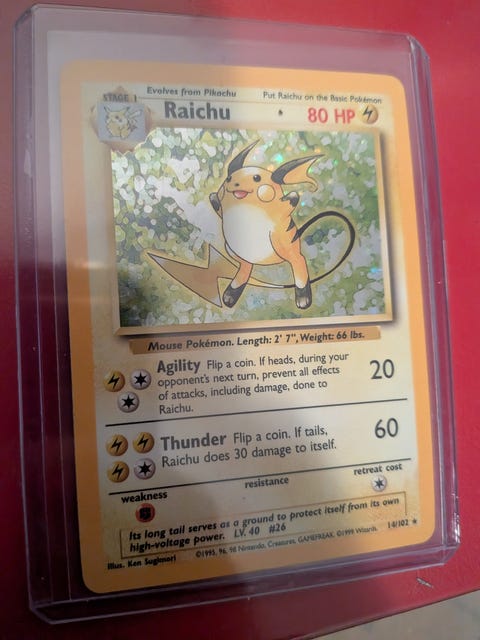 STAGE 1
Evolves from Pikachu
Put Raichu on the Basic Pokémon
Raichu
80 HP
Mouse Pokémon. Length: 2' 7", Weight: 66 lbs.
Agility Flip a coin. If heads, during your
opponent's next turn, prevent all effects
of attacks, including damage, done to
Raichu.
20
Thunder Flip a coin. If tails,
Raichu does 30 damage to itself.
60
weakness
resistance
retreat cost
Its long tail serves as a ground to protect itself from its own
high-voltage power. LV. 40 #26
Illus. Ken Sugimori
©1995, 96, 98 Nintendo, Creatures, GAMEFREAK. ©1999 Wizards.
14/102 ★